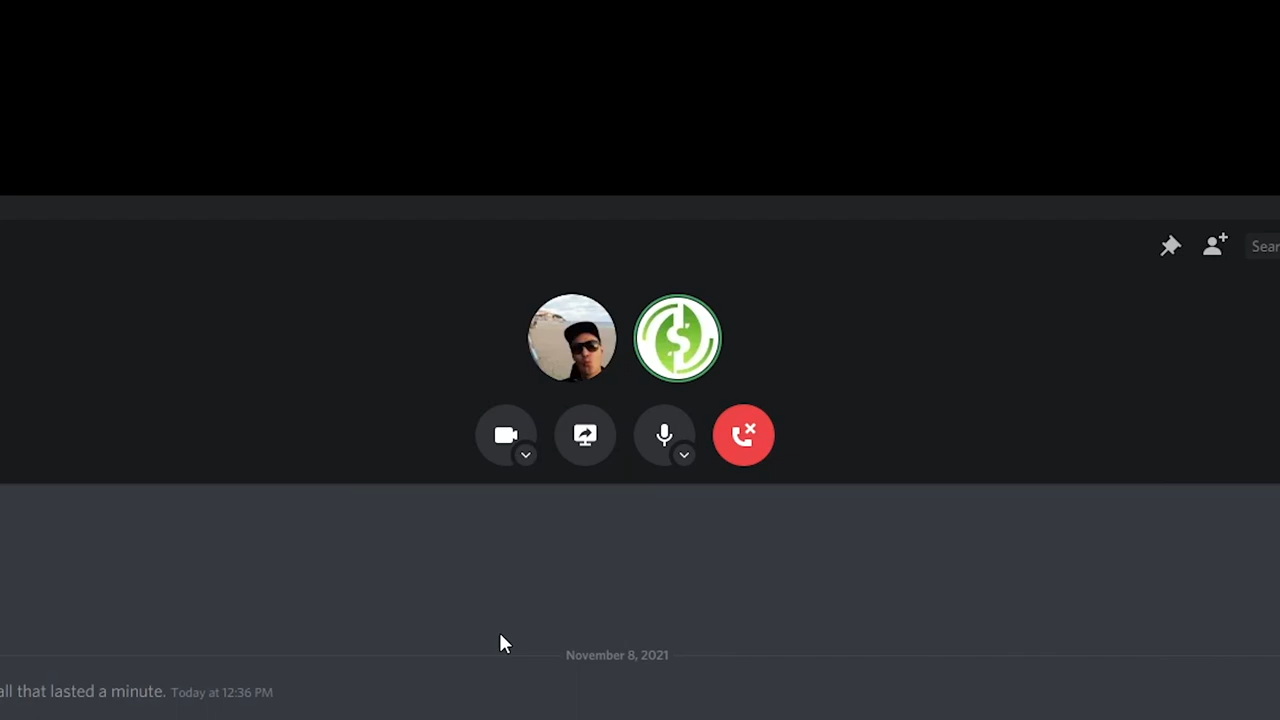 Sear
November 8, 2021
all that lasted a minute. Today at 12:36 PM